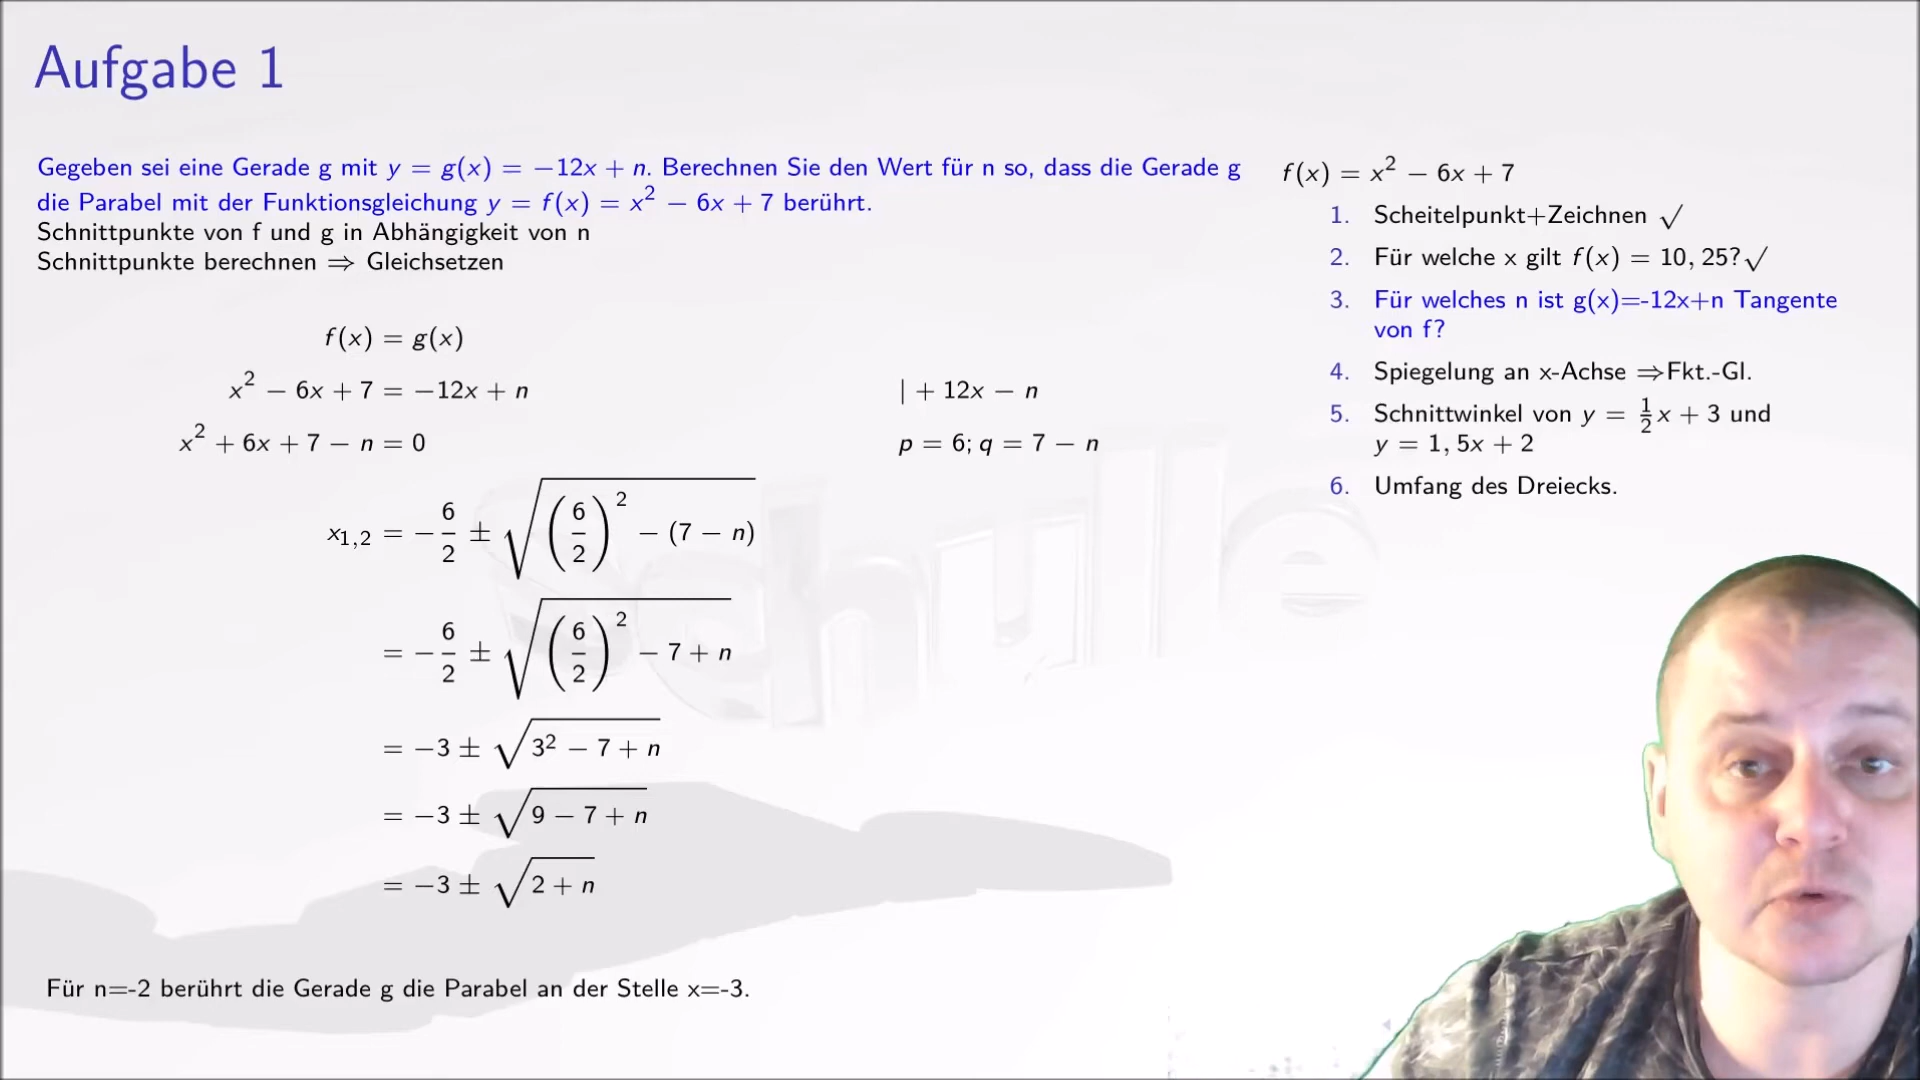 Aufgabe 1
Gegeben sei eine Gerade g mit y = g(x) = −12x + n. Berechnen Sie den Wert für n so, dass die Gerade g
die Parabel mit der Funktionsgleichung y = f(x) = x² − 6x + 7 berührt.
Schnittpunkte von f und g in Abhängigkeit von n
Schnittpunkte berechnen ⇒ Gleichsetzen
f(x) = g(x)
x² − 6x + 7 = −12x + n | + 12x − n
x² + 6x + 7 − n = 0 p = 6; q = 7 − n
x₁,₂ = −6/2 ± √((6/2)² − (7 − n))
= −6/2 ± √((6/2)² − 7 + n)
= −3 ± √(3² − 7 + n)
= −3 ± √(9 − 7 + n)
= −3 ± √(2 + n)
Für n=-2 berührt die Gerade g die Parabel an der Stelle x=-3.
f(x) = x² − 6x + 7
1. Scheitelpunkt+Zeichnen √
2. Für welche x gilt f(x) = 10, 25?√
3. Für welches n ist g(x)=-12x+n Tangente
von f?
4. Spiegelung an x-Achse ⇒Fkt.-Gl.
5. Schnittwinkel von y = ½x + 3 und
y = 1, 5x + 2
6. Umfang des Dreiecks.